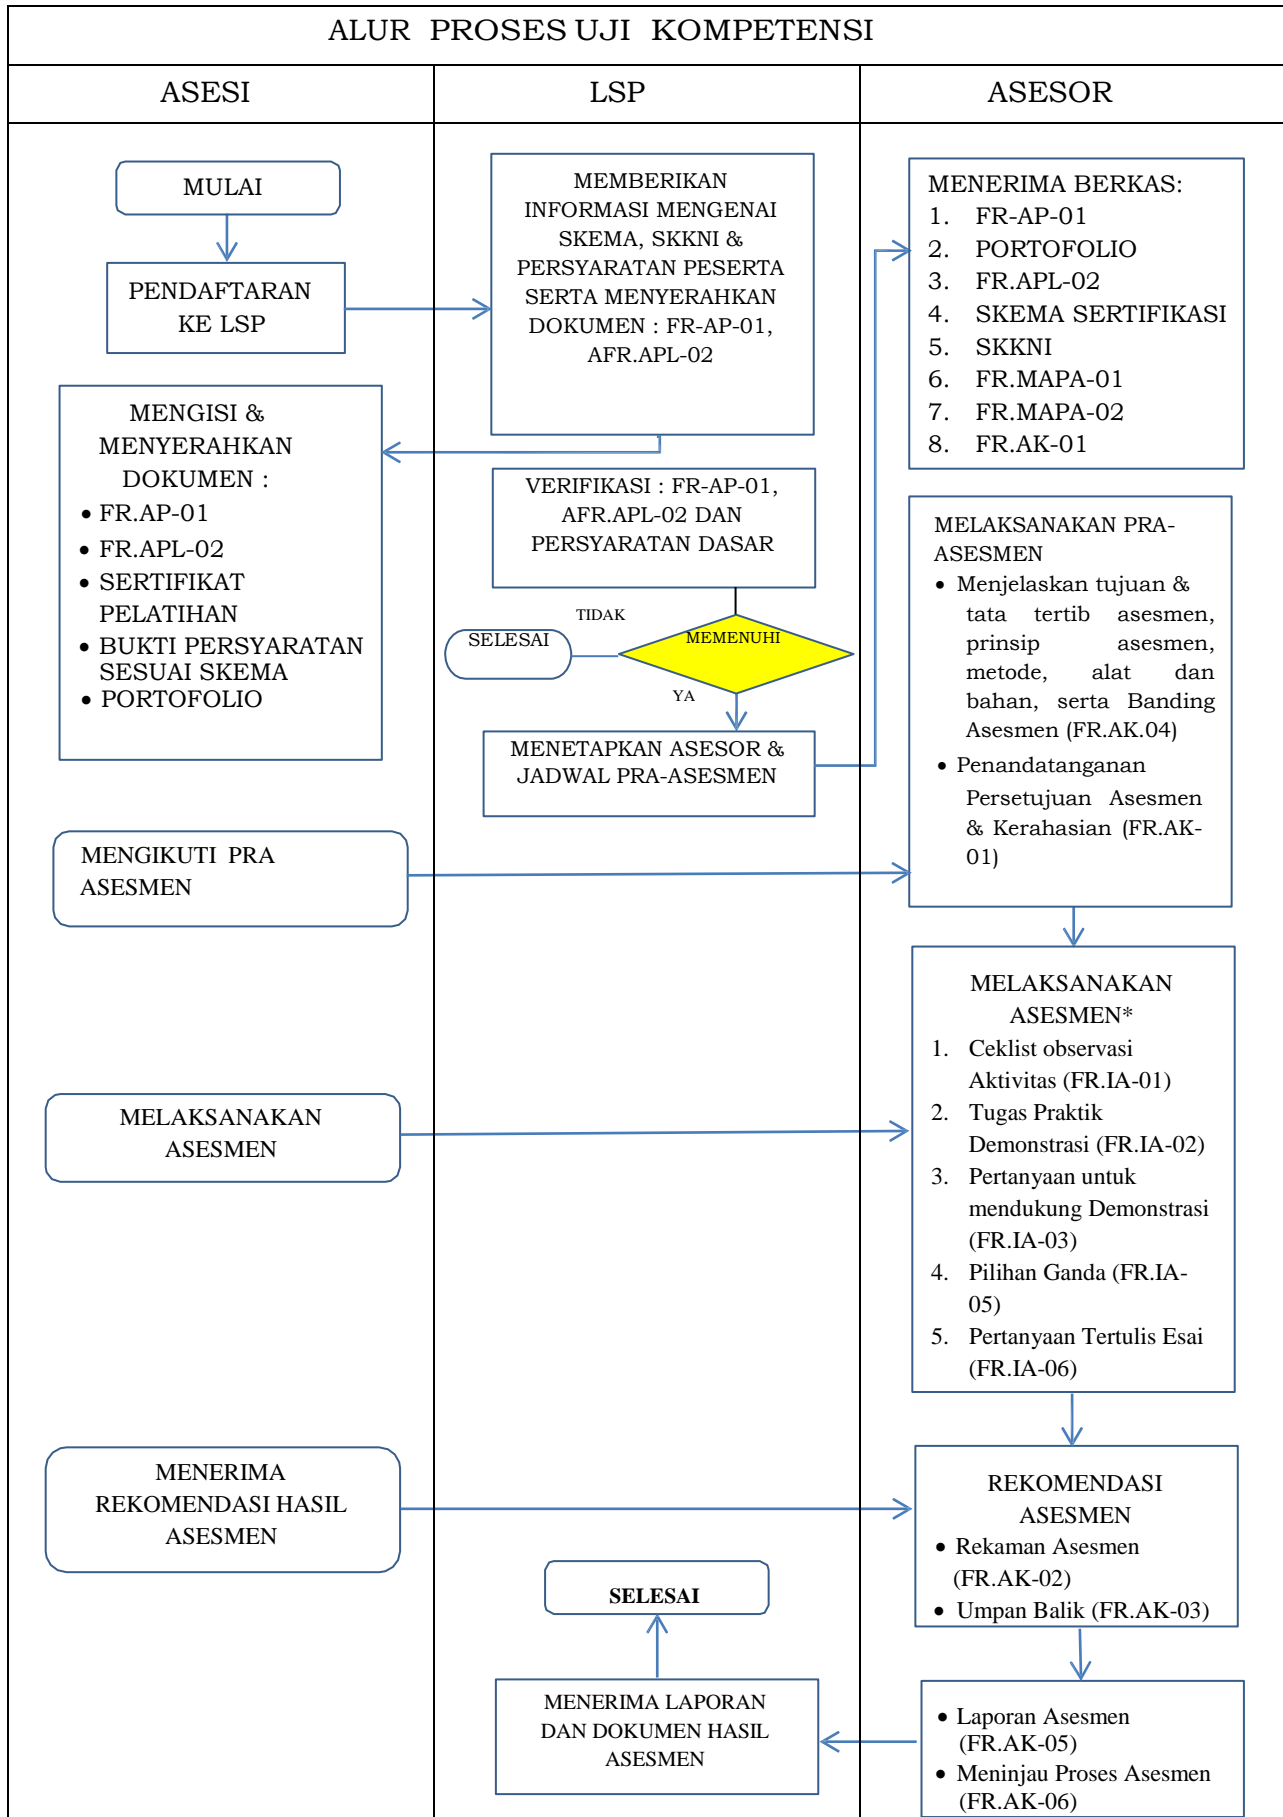 ALUR PROSES UJI KOMPETENSI
ASESI
LSP
ASESOR
MULAI
PENDAFTARAN
KE LSP
MEMBERIKAN
INFORMASI MENGENAI
SKEMA, SKKNI &
PERSYARATAN PESERTA
SERTA MENYERAHKAN
DOKUMEN : FR-AP-01,
AFR.APL-02
MENGISI &
MENYERAHKAN
DOKUMEN :
• FR.AP-01
• FR.APL-02
• SERTIFIKAT
PELATIHAN
• BUKTI PERSYARATAN
SESUAI SKEMA
• PORTOFOLIO
VERIFIKASI : FR-AP-01,
AFR.APL-02 DAN
PERSYARATAN DASAR
TIDAK
SELESAI
MEMENUHI
YA
MENETAPKAN ASESOR &
JADWAL PRA-ASESMEN
MENERIMA BERKAS:
1. FR-AP-01
2. PORTOFOLIO
3. FR.APL-02
4. SKEMA SERTIFIKASI
5. SKKNI
6. FR.MAPA-01
7. FR.MAPA-02
8. FR.AK-01
MELAKSANAKAN PRA-
ASESMEN
• Menjelaskan tujuan &
tata tertib asesmen,
prinsip asesmen,
metode, alat dan
bahan, serta Banding
Asesmen (FR.AK.04)
• Penandatanganan
Persetujuan Asesmen
& Kerahasian (FR.AK-
01)
MENGIKUTI PRA
ASESMEN
MELAKSANAKAN
ASESMEN*
1. Ceklist observasi
Aktivitas (FR.IA-01)
2. Tugas Praktik
Demonstrasi (FR.IA-02)
3. Pertanyaan untuk
mendukung Demonstrasi
(FR.IA-03)
4. Pilihan Ganda (FR.IA-
05)
5. Pertanyaan Tertulis Esai
(FR.IA-06)
MELAKSANAKAN
ASESMEN
MENERIMA
REKOMENDASI HASIL
ASESMEN
REKOMENDASI
ASESMEN
• Rekaman Asesmen
(FR.AK-02)
• Umpan Balik (FR.AK-03)
SELESAI
MENERIMA LAPORAN
DAN DOKUMEN HASIL
ASESMEN
• Laporan Asesmen
(FR.AK-05)
• Meninjau Proses Asesmen
(FR.AK-06)